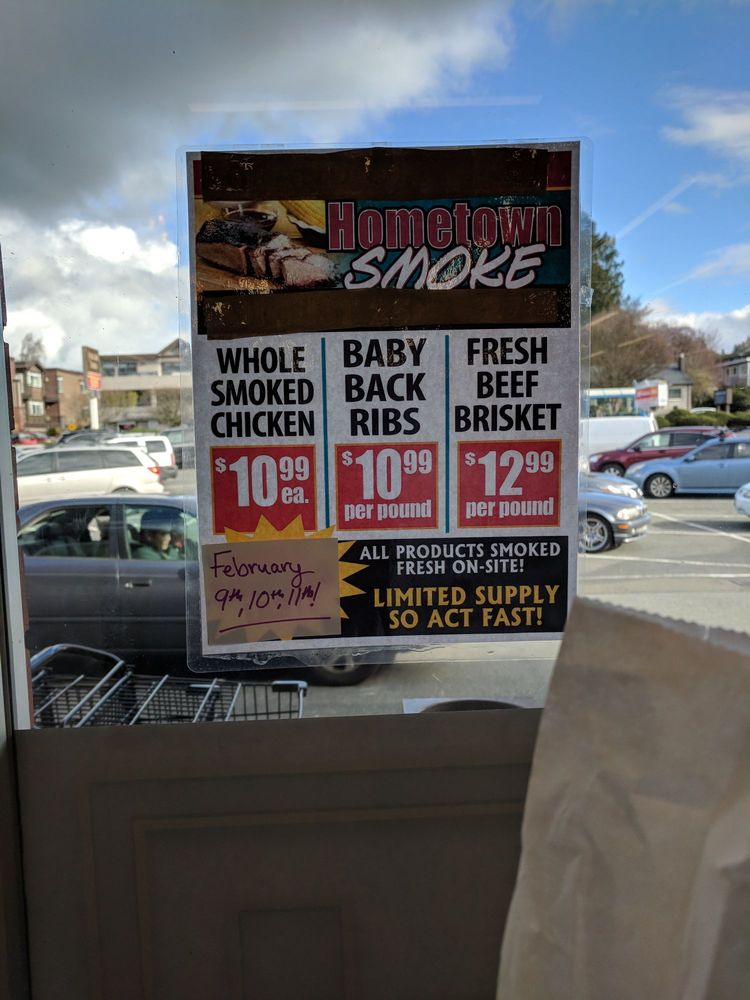 Hometown
SMOKE
WHOLE
SMOKED
CHICKEN
$10.99
ea.
BABY
BACK
RIBS
$10.99
per pound
FRESH
BEEF
BRISKET
$12.99
per pound
February
9th, 10th, 11th!
ALL PRODUCTS SMOKED
FRESH ON-SITE!
LIMITED SUPPLY
SO ACT FAST!